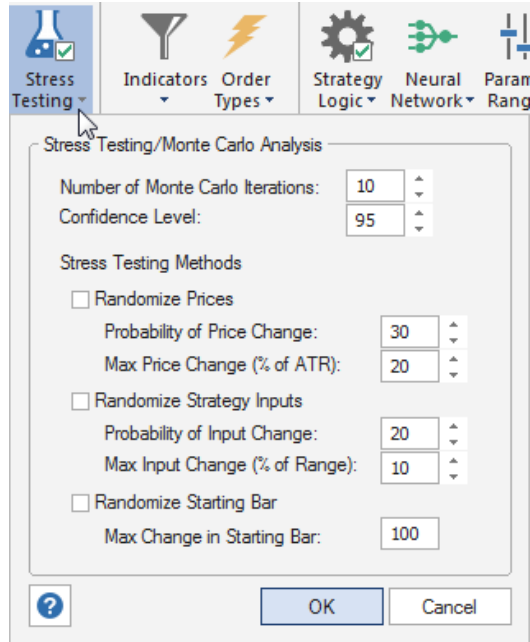 Stress Testing
Indicators
Order Types
Strategy Logic
Neural Network
Param
Rang
Stress Testing/Monte Carlo Analysis
Number of Monte Carlo Iterations: 10
Confidence Level: 95
Stress Testing Methods
Randomize Prices
Probability of Price Change: 30
Max Price Change (% of ATR): 20
Randomize Strategy Inputs
Probability of Input Change: 20
Max Input Change (% of Range): 10
Randomize Starting Bar
Max Change in Starting Bar: 100
? OK Cancel